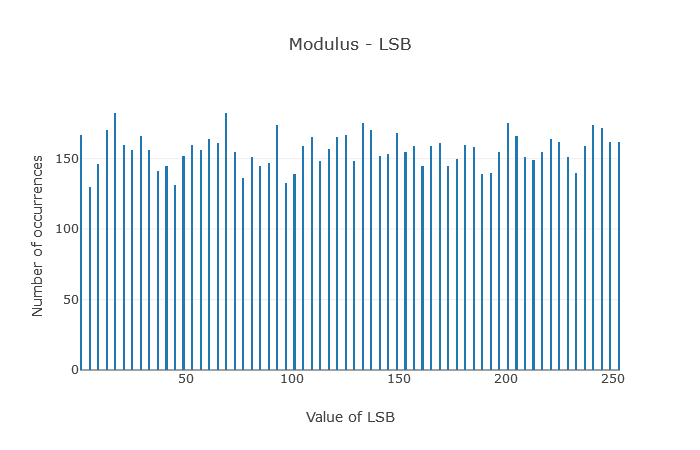 Modulus - LSB
Number of occurrences
150
100
50
0
50 100 150 200 250
Value of LSB